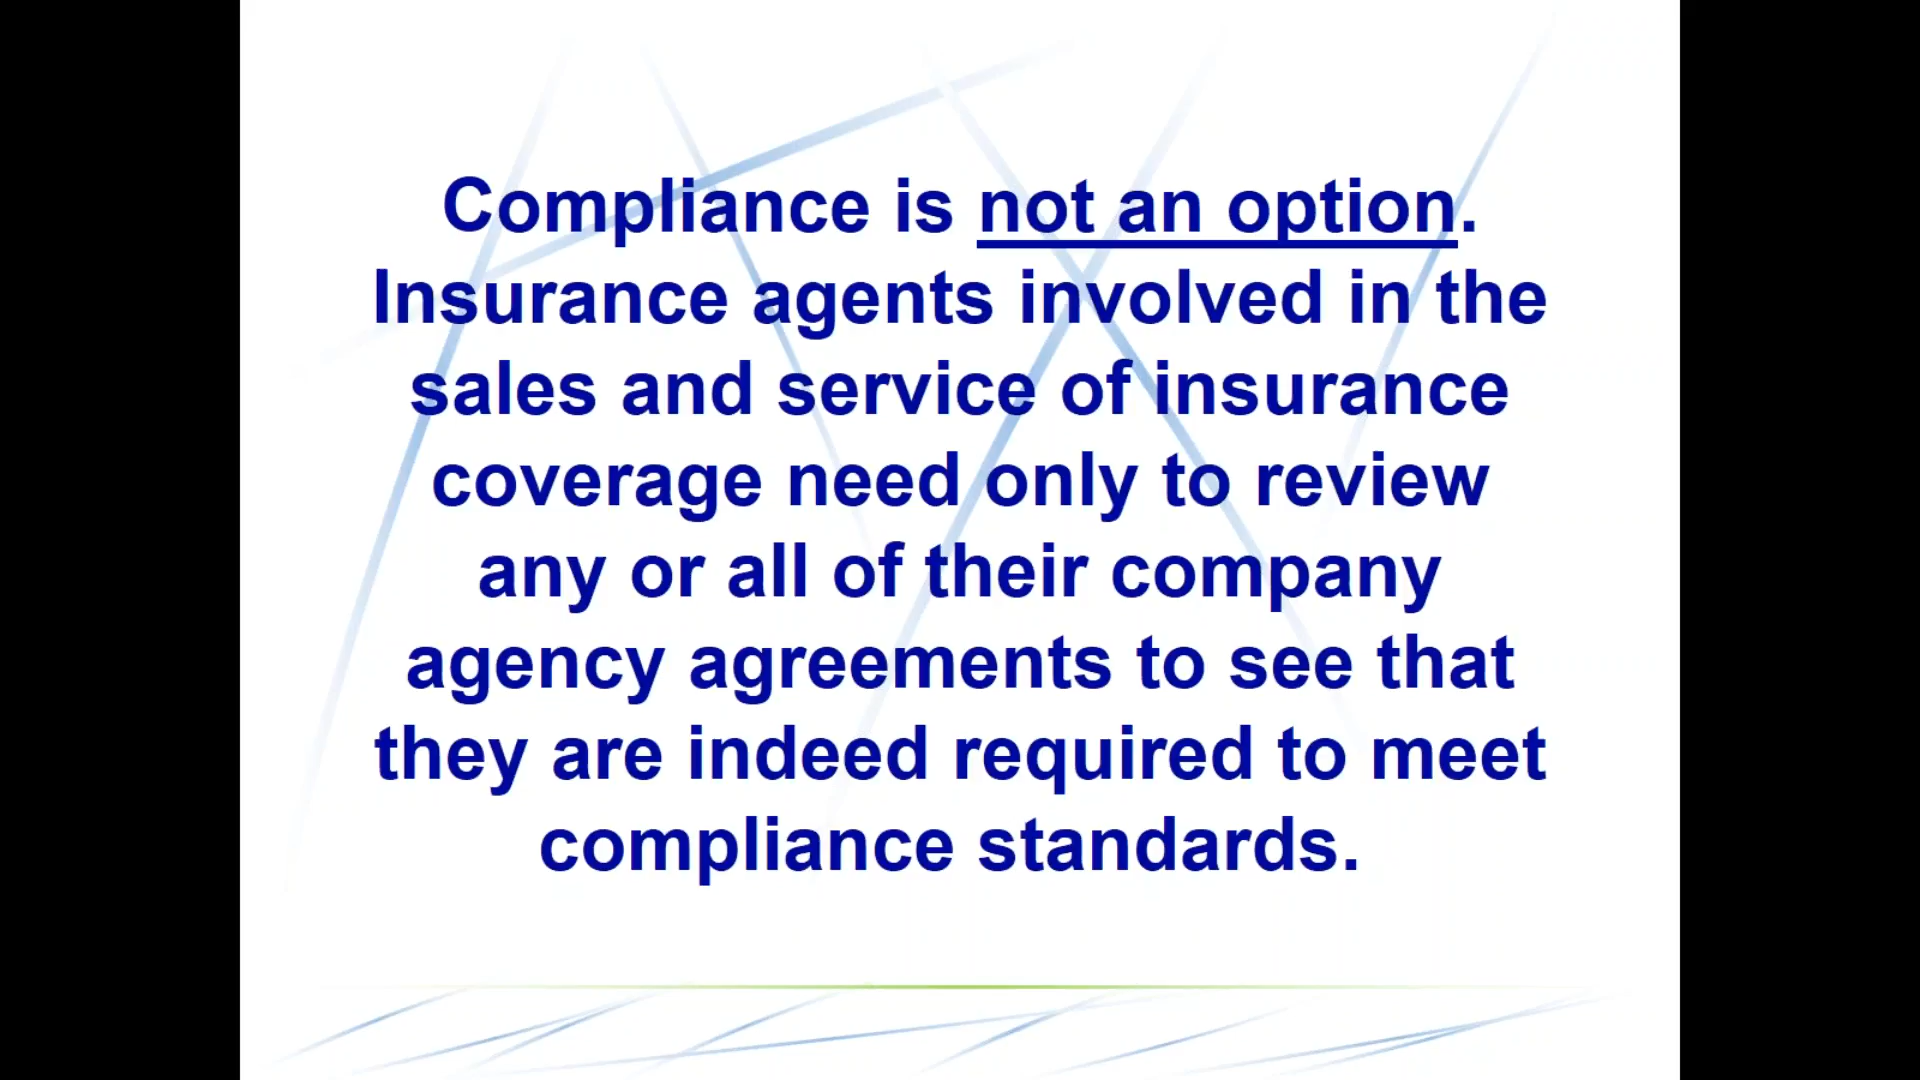 Compliance is not an option.
Insurance agents involved in the
sales and service of insurance
coverage need only to review
any or all of their company
agency agreements to see that
they are indeed required to meet
compliance standards.